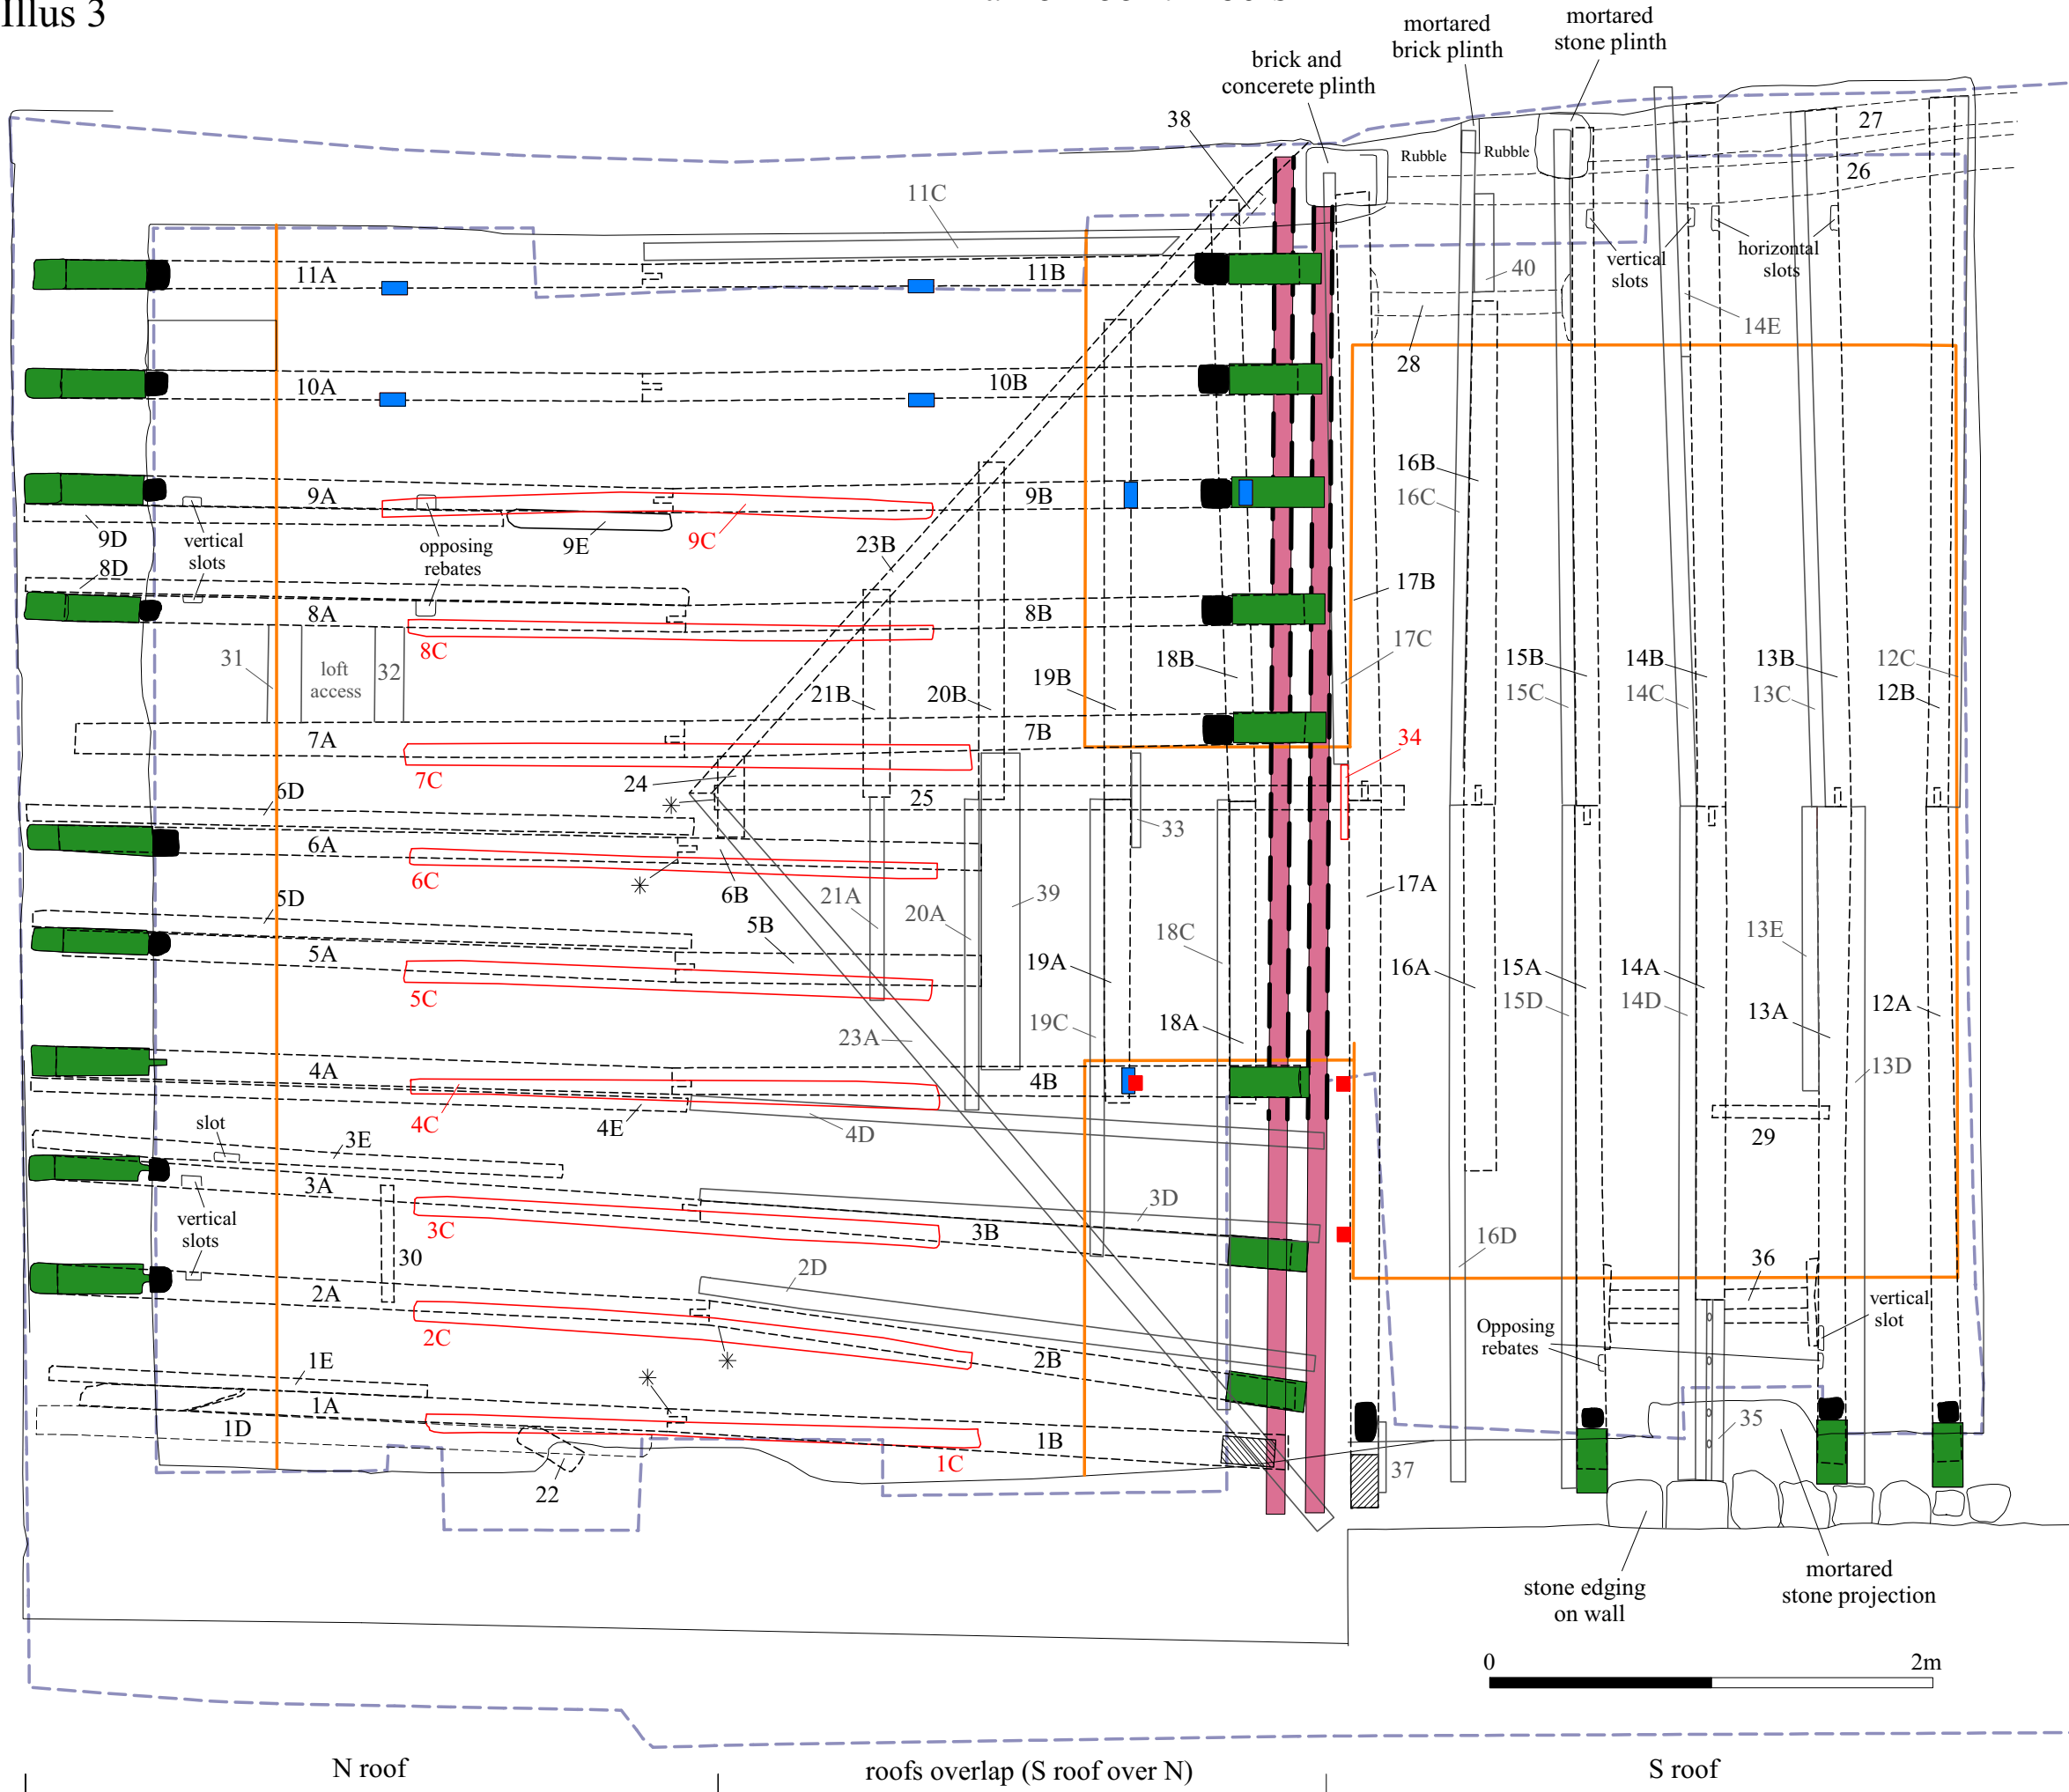 Illus 3
mortared
brick plinth
mortared
stone plinth
brick and
concerete plinth
38
Rubble
Rubble
27
26
11C
11A
11B
vertical
slots
horizontal
slots
40
14E
28
10A
10B
16B
16C
9A
9B
9D
vertical
slots
opposing
rebates
9E
9C
23B
8D
8A
8B
8C
17B
17C
31
loft
access
32
21B
20B
19B
18B
15B
15C
14B
14C
13B
13C
12C
12B
7A
7B
7C
34
24
25
6D
33
6A
6C
6B
5D
5B
21A
20A
39
18C
17A
13E
5A
5C
19A
16A
15A
15D
14A
14D
13A
12A
23A
19C
18A
4A
4B
13D
4C
4E
4D
29
slot
3E
3A
3D
vertical
slots
3C
3B
30
16D
36
2A
2D
vertical
slot
2C
Opposing
rebates
2B
1E
1A
1D
1B
1C
35
37
22
stone edging
on wall
mortared
stone projection
0 2m
N roof
roofs overlap (S roof over N)
S roof